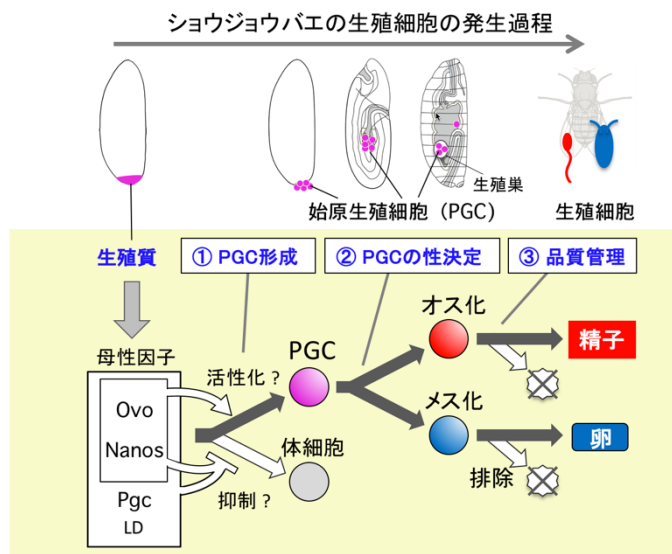 ショウジョウバエの生殖細胞の発生過程
生殖巣
始原生殖細胞（PGC）
生殖細胞
生殖質
① PGC形成
② PGCの性決定
③ 品質管理
母性因子
活性化？
PGC
オス化
精子
Ovo
Nanos
メス化
卵
体細胞
排除
Pgc
抑制？
LD